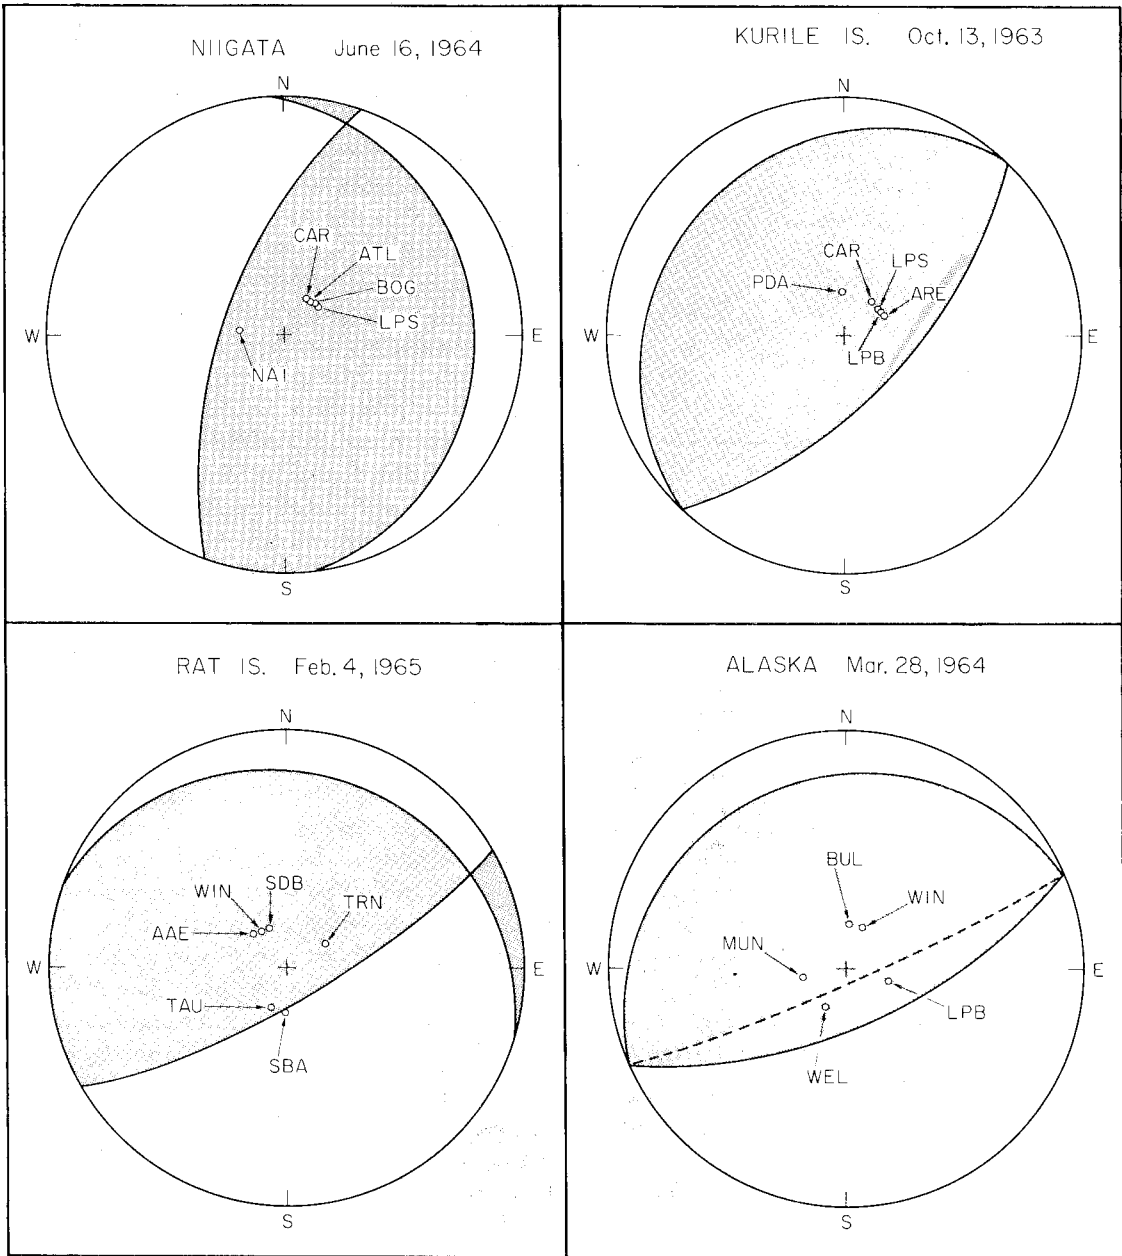 NIIGATA June 16, 1964
N
CAR
ATL
BOG
LPS
W
E
NAI
S
KURILE IS. Oct. 13, 1963
N
PDA
CAR
LPS
ARE
W
E
LPB
S
RAT IS. Feb. 4, 1965
N
WIN
SDB
TRN
AAE
W
E
TAU
SBA
S
ALASKA Mar. 28, 1964
N
BUL
WIN
MUN
W
E
LPB
WEL
S